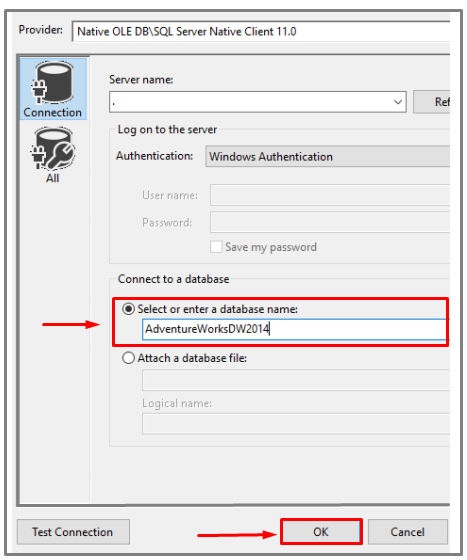 Provider: Native OLE DB\SQL Server Native Client 11.0
Connection
All
Server name:
.
Ref
Log on to the server
Authentication: Windows Authentication
User name:
Password:
Save my password
Connect to a database
Select or enter a database name:
AdventureWorksDW2014
Attach a database file:
Logical name:
Test Connection OK Cancel